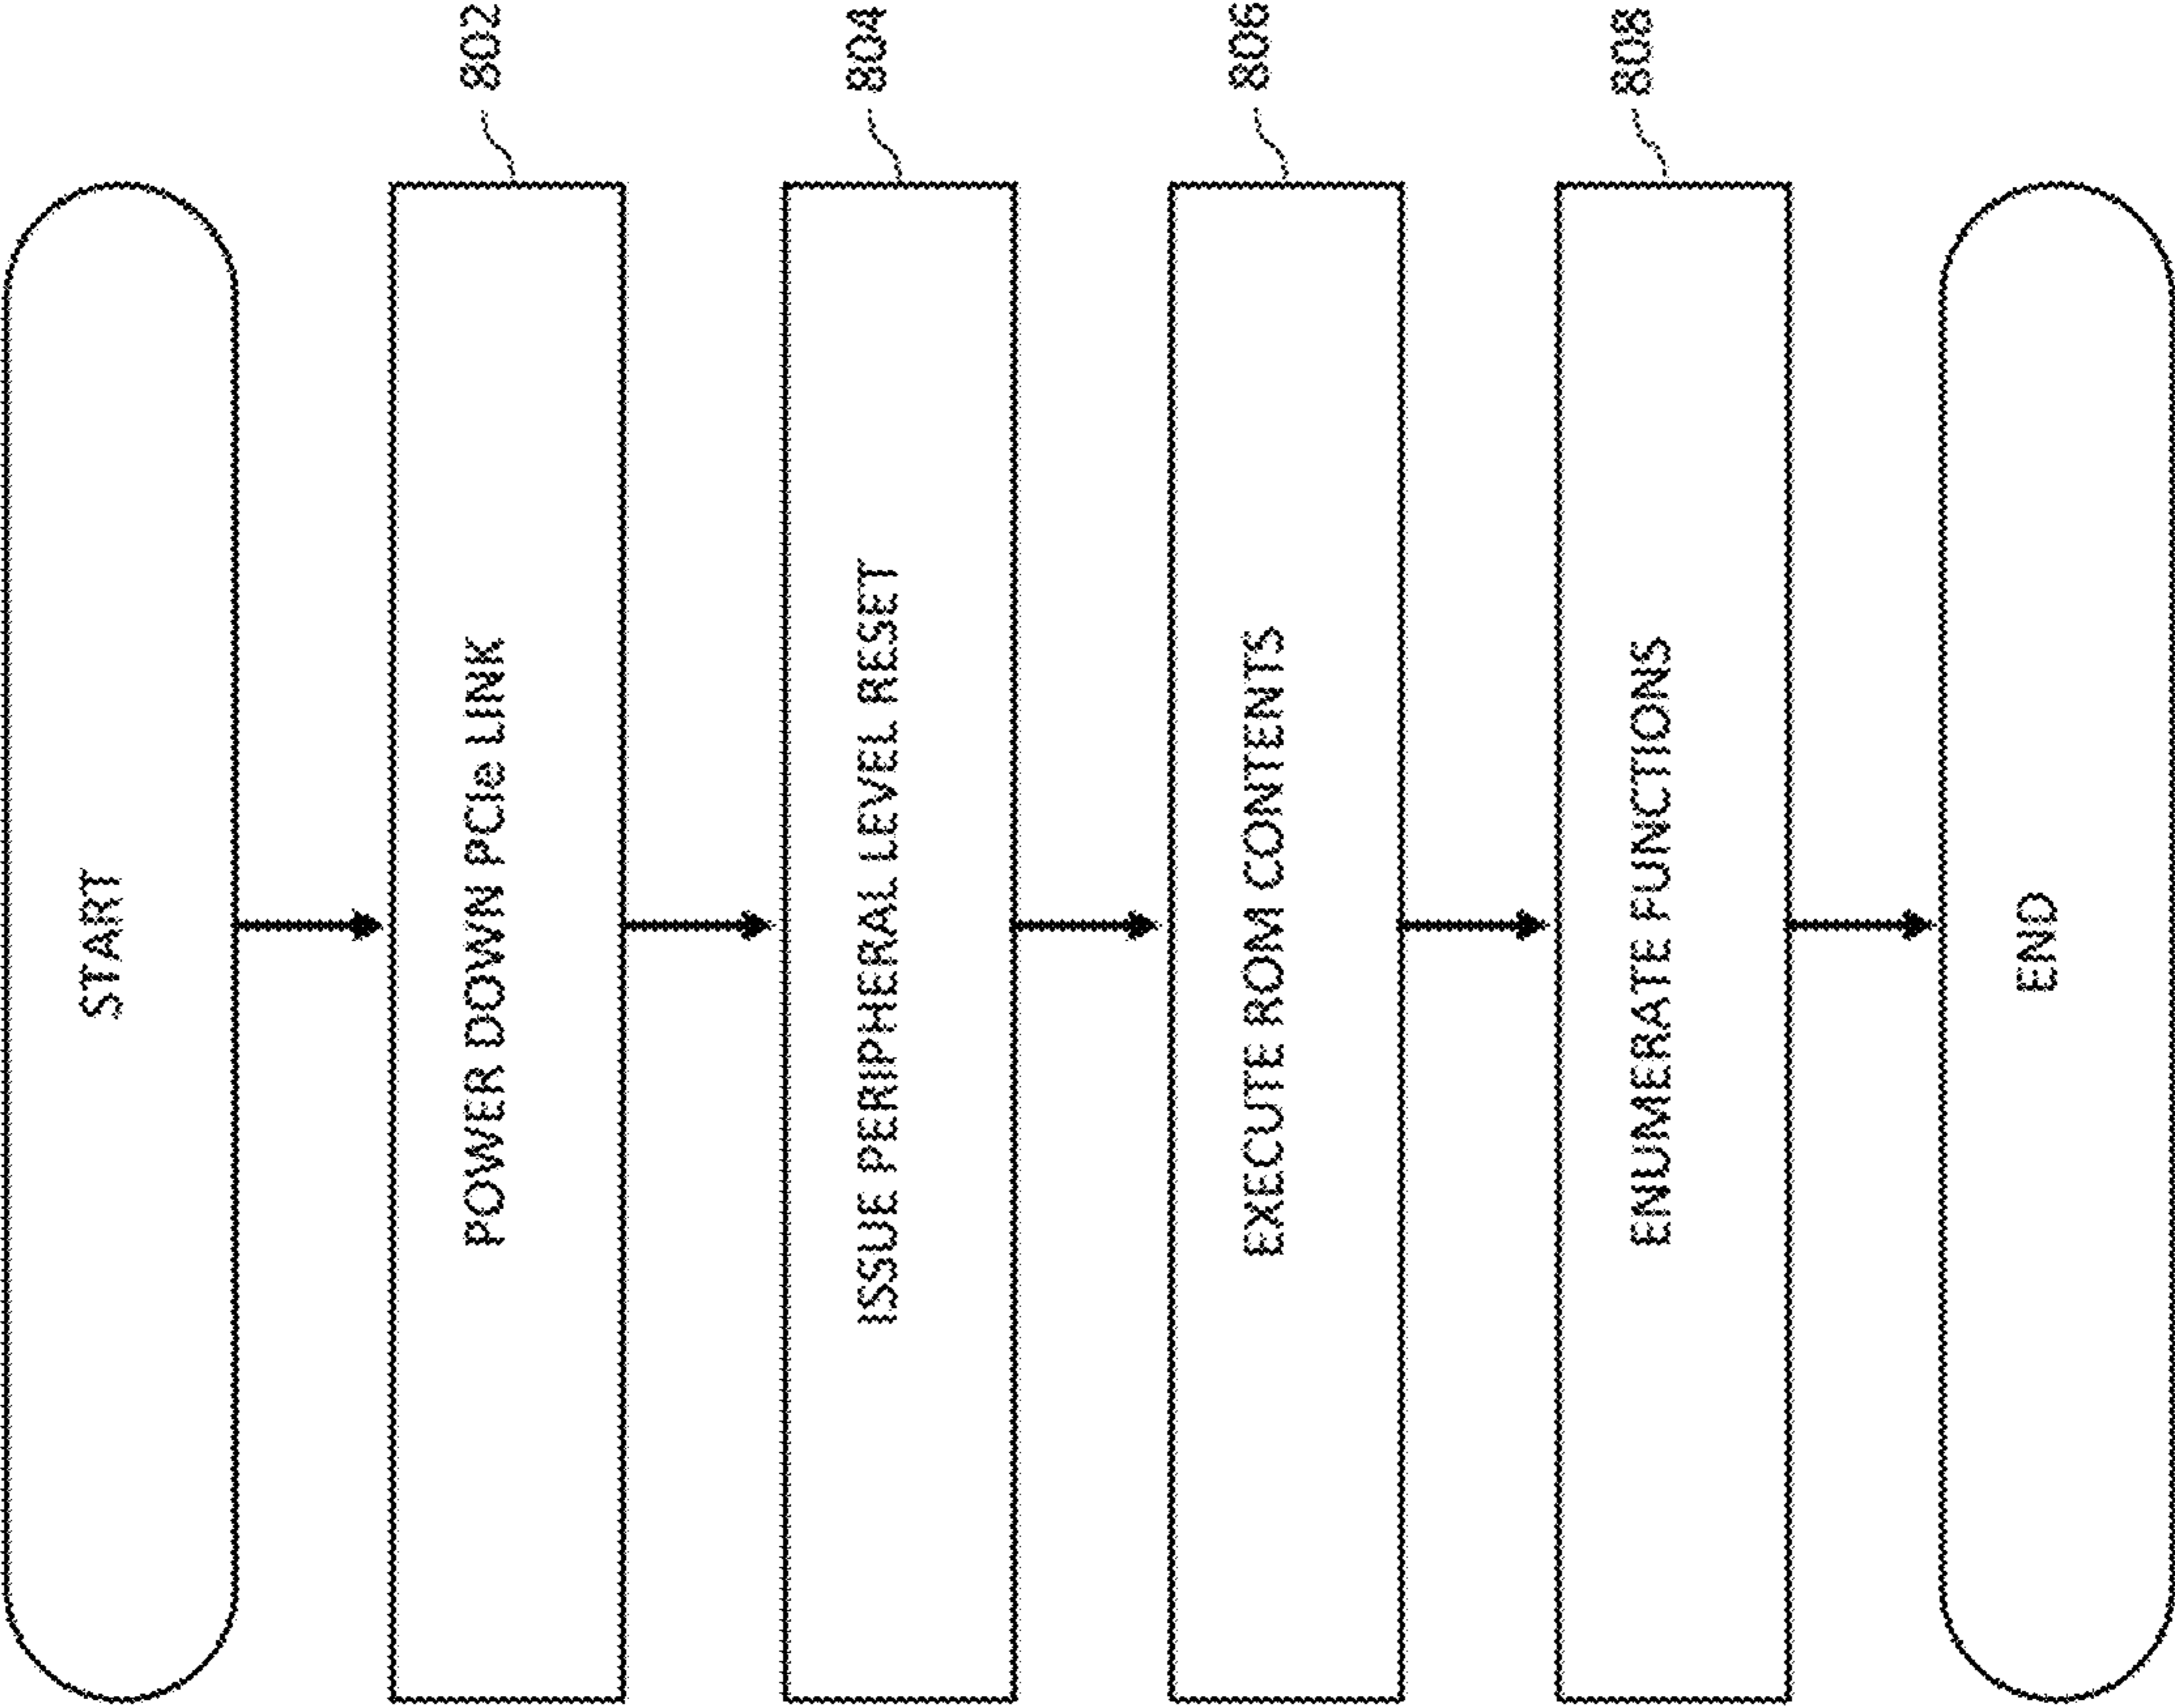 START
POWER DOWN PCIe LINK
802
ISSUE PERIPHERAL LEVEL RESET
804
EXECUTE ROM CONTENTS
806
ENUMERATE FUNCTIONS
808
END